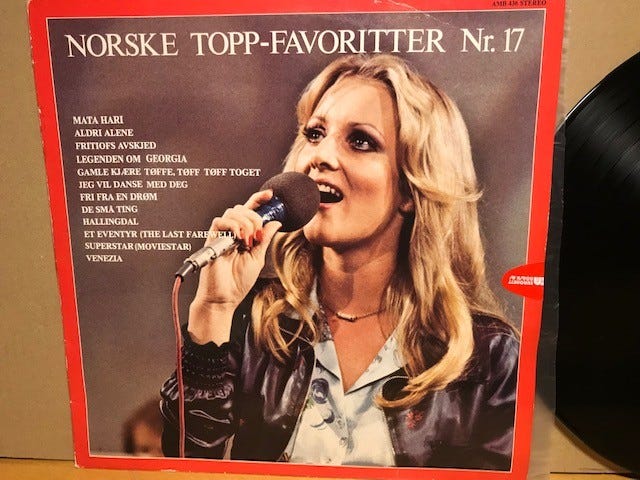 AMB 436 STEREO
NORSKE TOPP-FAVORITTER Nr. 17
MATA HARI
ALDRI ALENE
FRITIOFS AVSKJED
LEGENDEN OM GEORGIA
GAMLE KJÆRE TØFFE, TØFF TØFF TOGET
JEG VIL DANSE MED DEG
FRI FRA EN DRØM
DE SMÅ TING
HALLINGDAL
ET EVENTYR (THE LAST FAREWELL)
SUPERSTAR (MOVIESTAR)
VENEZIA